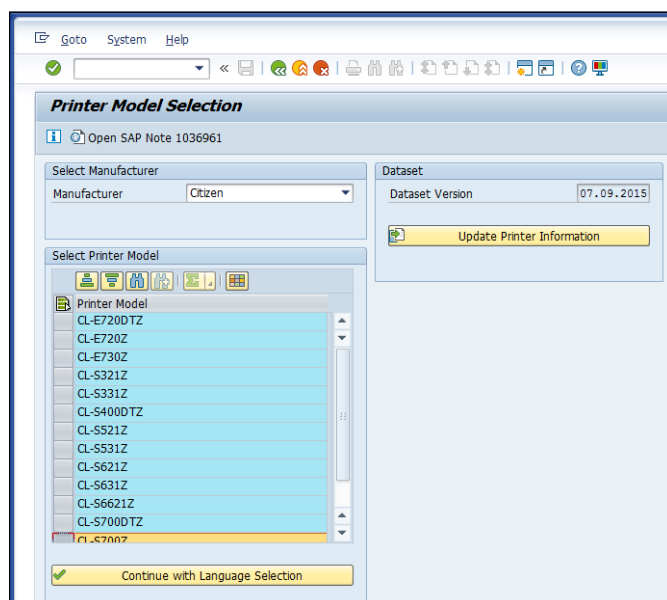 Goto System Help
Printer Model Selection
Open SAP Note 1036961
Select Manufacturer
Manufacturer Citizen
Dataset
Dataset Version 07.09.2015
Update Printer Information
Select Printer Model
Printer Model
CL-E720DTZ
CL-E720Z
CL-E730Z
CL-S321Z
CL-S331Z
CL-S400DTZ
CL-S521Z
CL-S531Z
CL-S621Z
CL-S631Z
CL-S6621Z
CL-S700DTZ
CL-S700Z
Continue with Language Selection